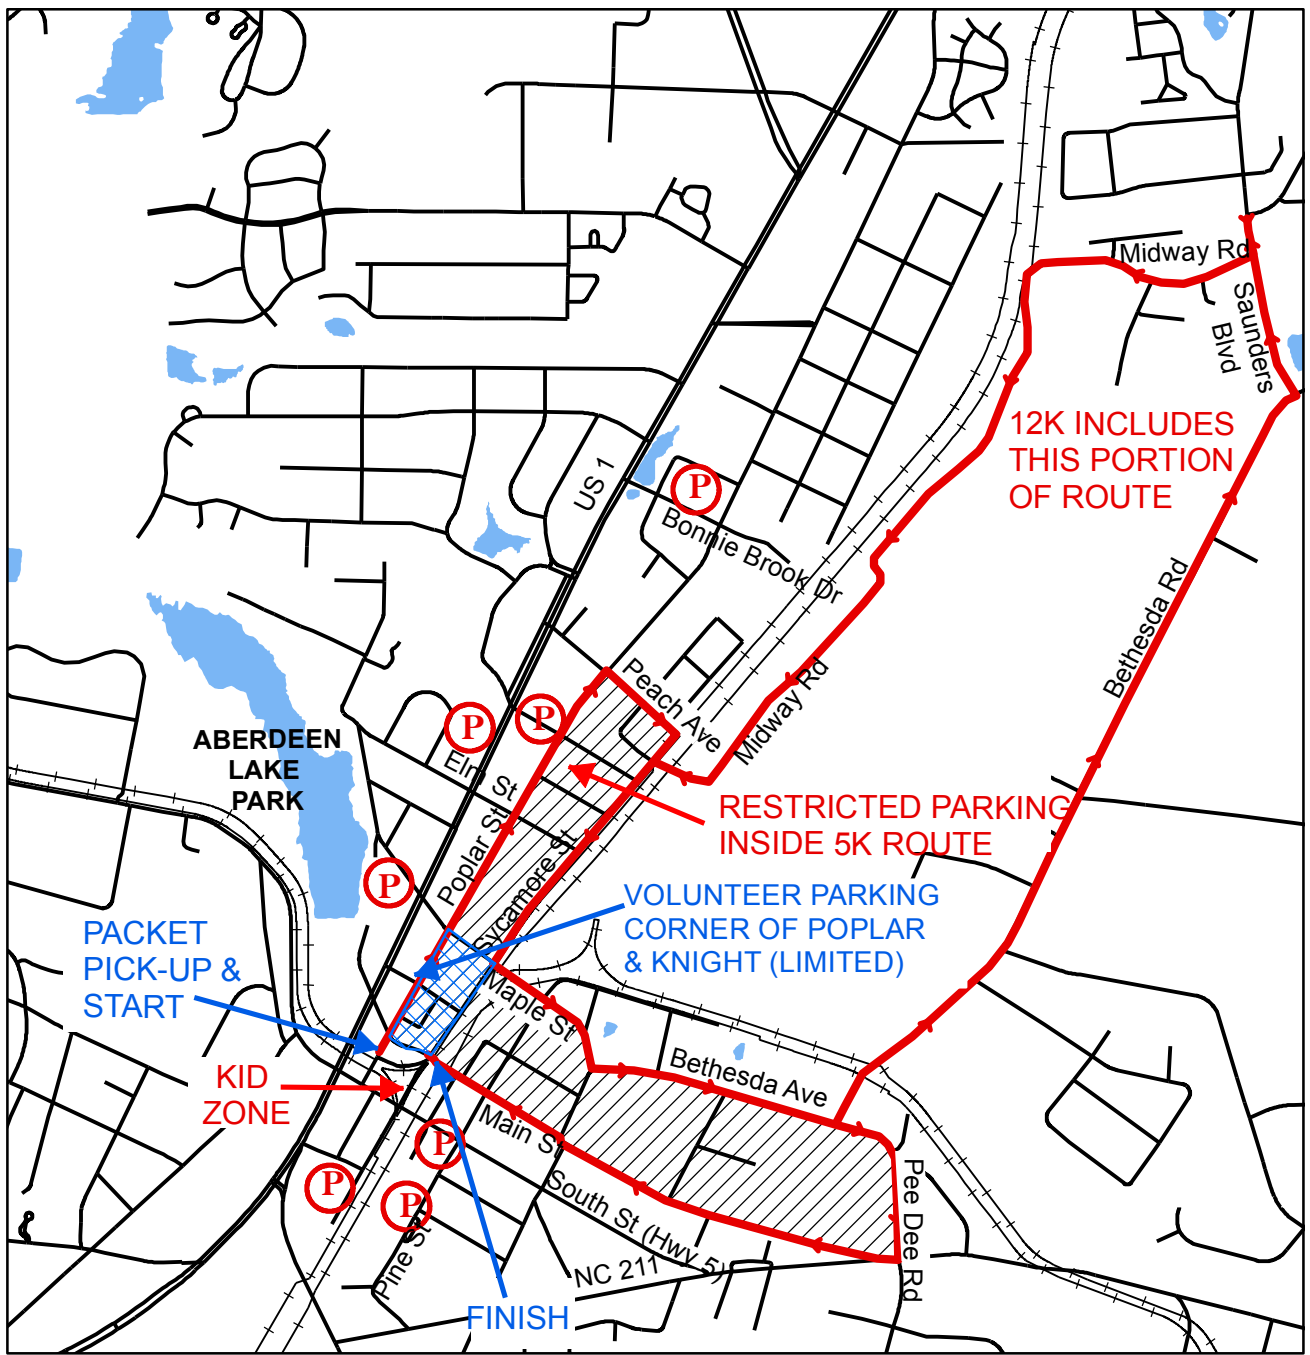 Midway Rd
Saunders
Blvd
12K INCLUDES
THIS PORTION
OF ROUTE
US 1
P
Bonnie Brook Dr
Bethesda Rd
Peach Ave
Midway Rd
P
P
ABERDEEN
LAKE
PARK
Elm St
RESTRICTED PARKING
INSIDE 5K ROUTE
Poplar St
Sycamore St
P
VOLUNTEER PARKING
CORNER OF POPLAR
& KNIGHT (LIMITED)
PACKET
PICK-UP &
START
Maple St
KID
ZONE
Bethesda Ave
Main St
P
P
P
South St (Hwy 5)
Pee Dee Rd
Pine St
NC 211
FINISH